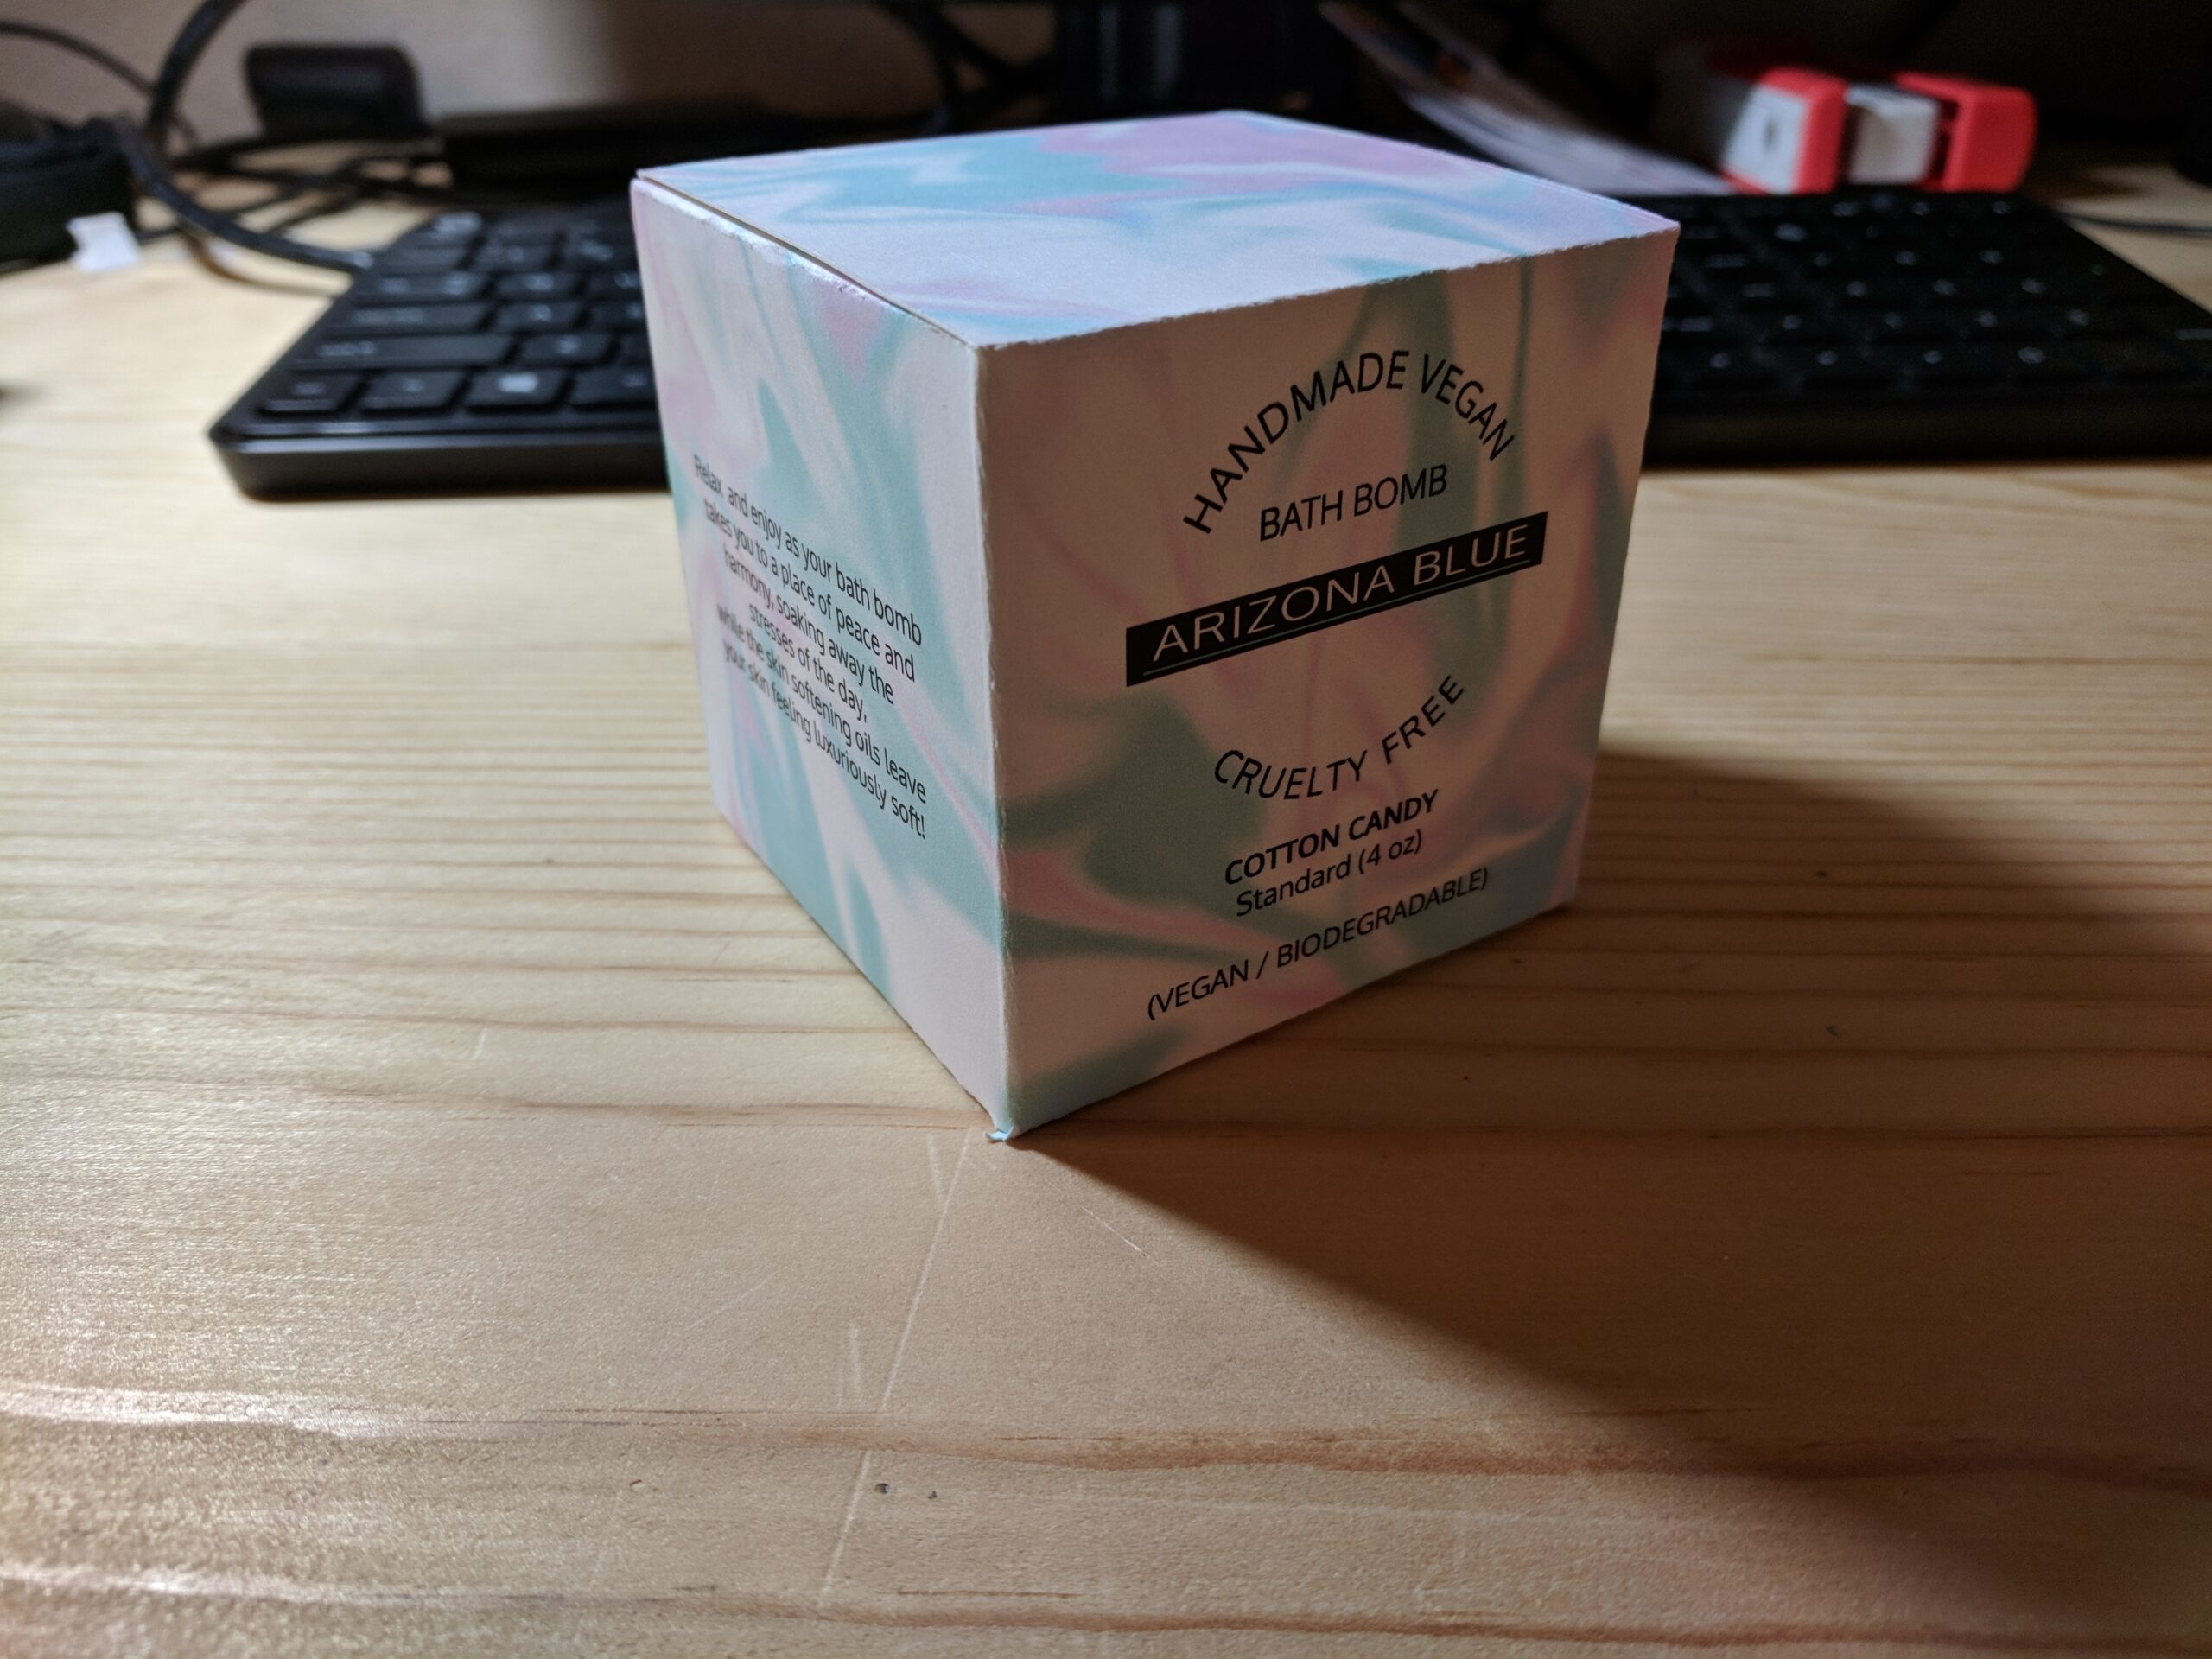 Relax and enjoy as your bath bomb
takes you to a place of peace and
harmony, soaking away the
stresses of the day,
while the skin softening oils leave
your skin feeling luxuriously soft!
HANDMADE VEGAN
BATH BOMB
ARIZONA BLUE
CRUELTY FREE
COTTON CANDY
Standard (4 oz)
(VEGAN / BIODEGRADABLE)